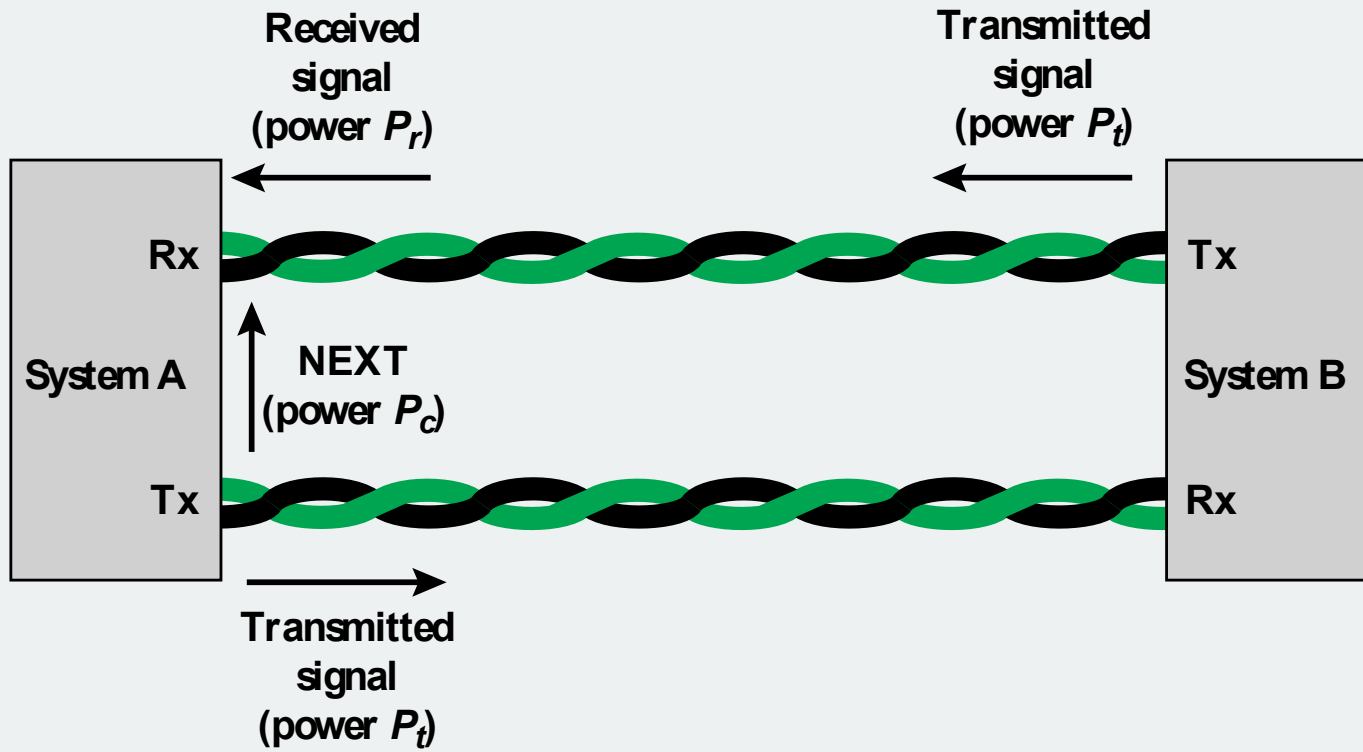 Received
signal
(power Pr)
Transmitted
signal
(power Pt)
Rx
Tx
System A
NEXT
(power Pc)
System B
Tx
Rx
Transmitted
signal
(power Pt)